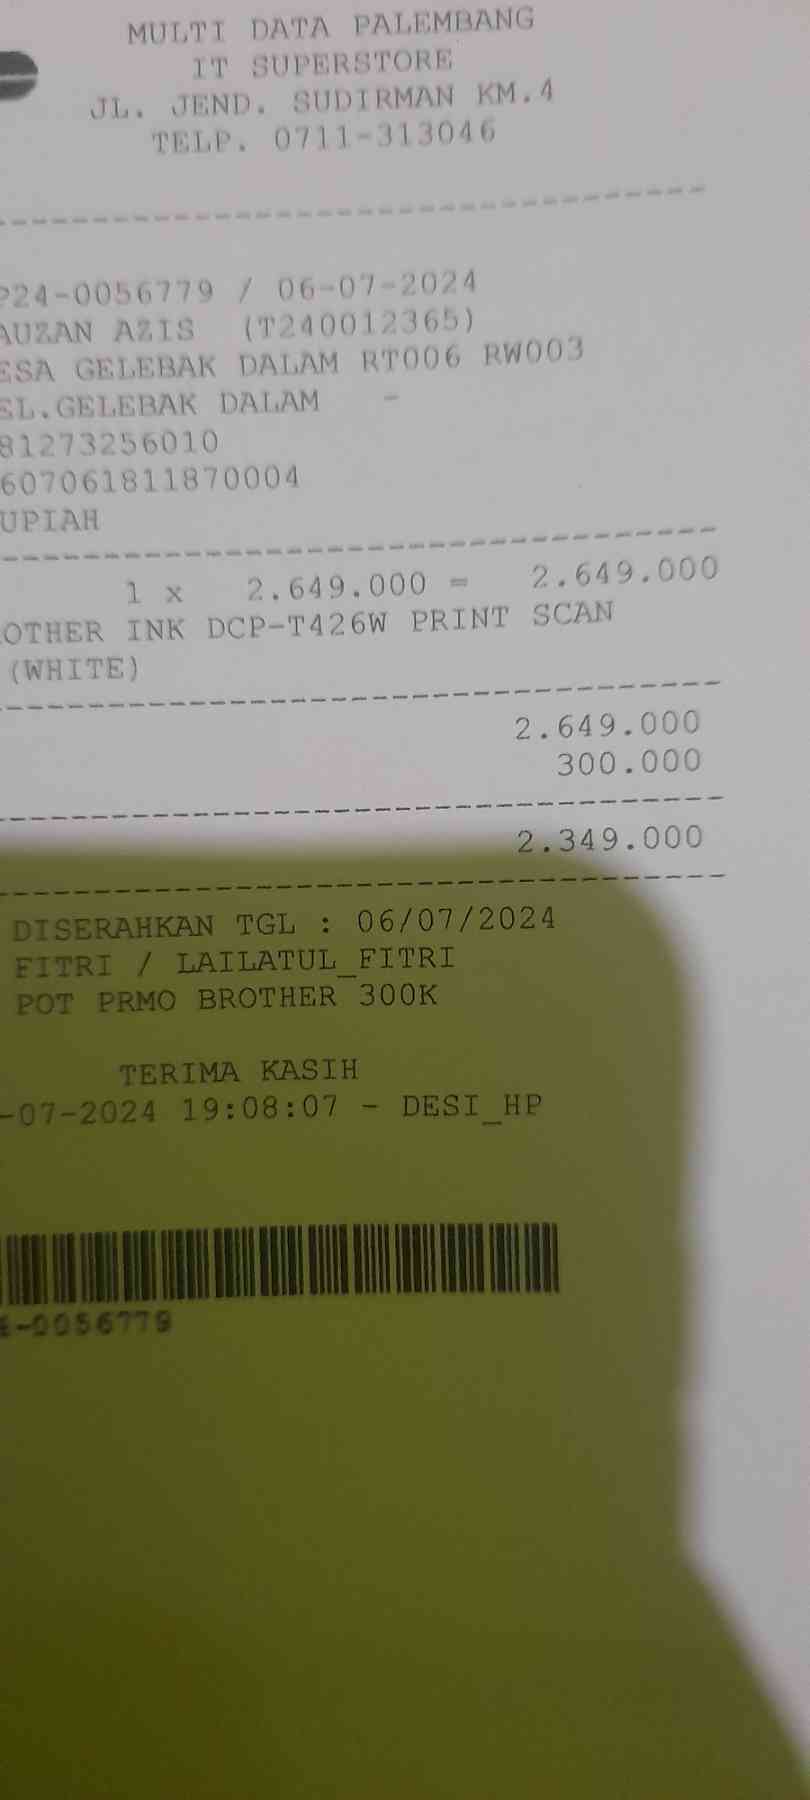 MULTI DATA PALEMBANG
IT SUPERSTORE
JL. JEND. SUDIRMAN KM.4
TELP. 0711-313046
P24-0056779 / 06-07-2024
AUZAN AZIS (T240012365)
ESA GELEBAK DALAM RT006 RW003
EL.GELEBAK DALAM -
81273256010
607061811870004
UPIAH
1 x 2.649.000 = 2.649.000
OTHER INK DCP-T426W PRINT SCAN
(WHITE)
2.649.000
300.000
2.349.000
DISERAHKAN TGL : 06/07/2024
FITRI / LAILATUL_FITRI
POT PRMO BROTHER 300K
TERIMA KASIH
-07-2024 19:08:07 - DESI_HP
-0056779